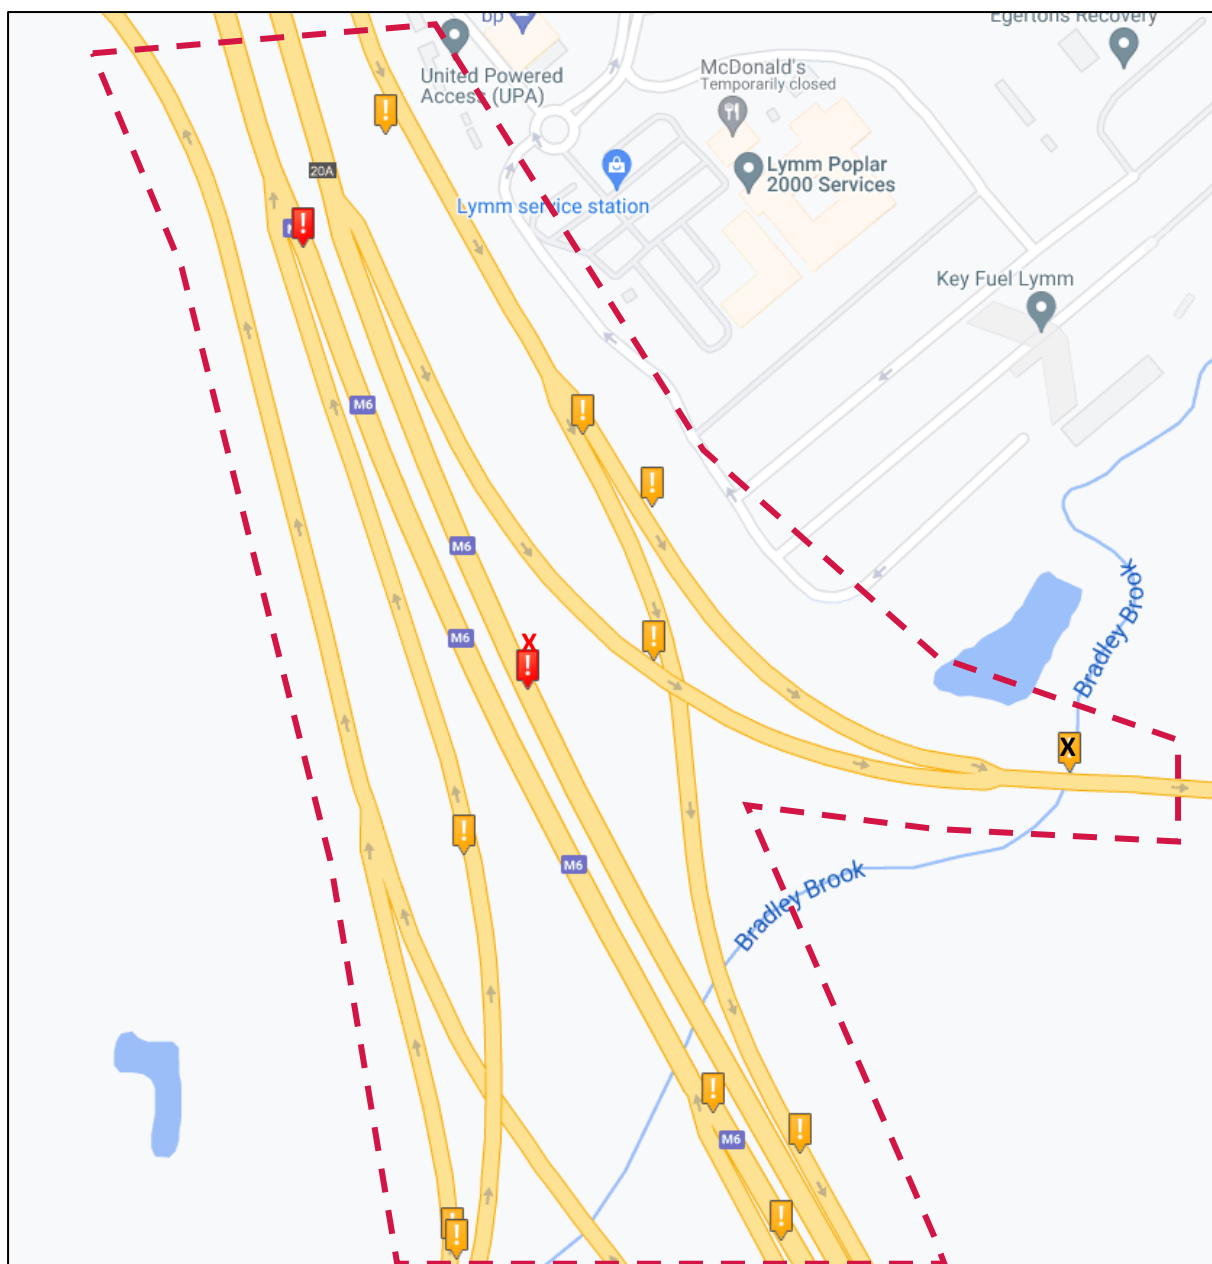 bp
Egertons Recovery
United Powered
Access (UPA)
McDonald's
Temporarily closed
20A
Lymm Poplar
2000 Services
Lymm service station
!
!
Key Fuel Lymm
M6
!
!
M6
Bradley Brook
M6
X
!
!
X
!
M6
Bradley Brook
!
M6
!
!
!